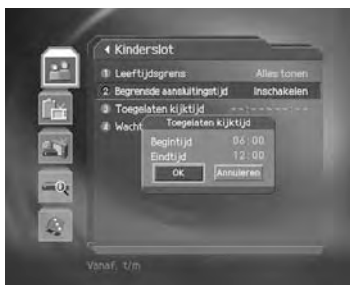 Kinderslot
1 Leeftijdsgrens Alles tonen
2 Begrensde aansluitingstijd Inschakelen
3 Toegelaten kijktijd --:-- --:--
4 Wacht
Toegelaten kijktijd
Begintijd 06:00
Eindtijd 12:00
OK Annuleren
Vanaf, t/m